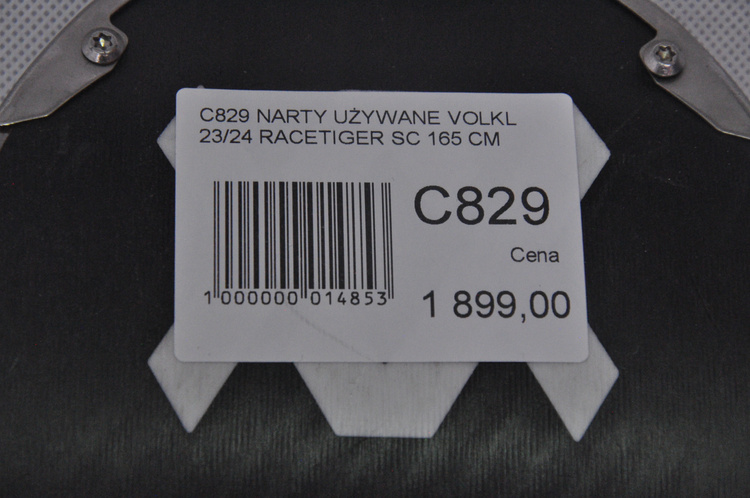 C829 NARTY UŻYWANE VOLKL
23/24 RACETIGER SC 165 CM
C829
Cena
1 000000 014853
1 899,00